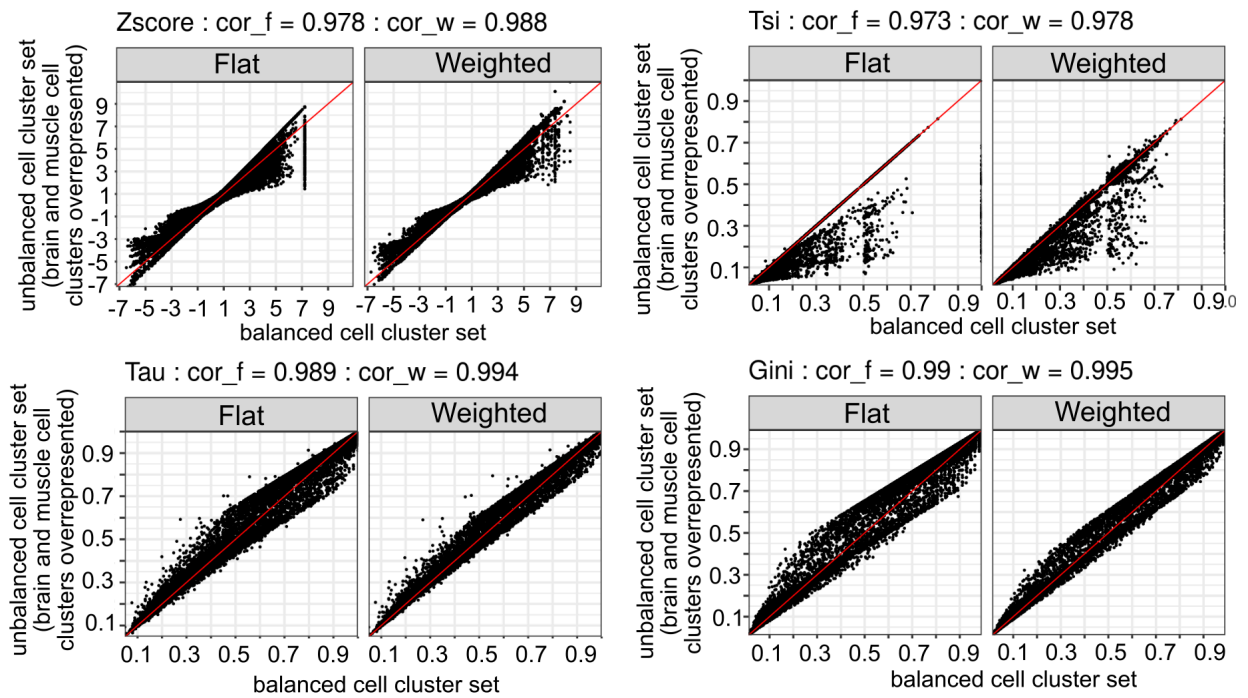 Zscore : cor_f = 0.978 : cor_w = 0.988
Flat
Weighted
unbalanced cell cluster set
(brain and muscle cell
clusters overrepresented)
9
7
5
3
1
-1
-3
-5
-7
-7 -5 -3 -1 1 3 5 7 9
-7 -5 -3 -1 1 3 5 7 9
balanced cell cluster set
Tsi : cor_f = 0.973 : cor_w = 0.978
Flat
Weighted
unbalanced cell cluster set
(brain and muscle cell
clusters overrepresented)
0.9
0.7
0.5
0.3
0.1
0.1 0.3 0.5 0.7 0.9
0.1 0.3 0.5 0.7 0.9.0
balanced cell cluster set
Tau : cor_f = 0.989 : cor_w = 0.994
Flat
Weighted
unbalanced cell cluster set
(brain and muscle cell
clusters overrepresented)
0.9
0.7
0.5
0.3
0.1
0.1 0.3 0.5 0.7 0.9
0.1 0.3 0.5 0.7 0.9
balanced cell cluster set
Gini : cor_f = 0.99 : cor_w = 0.995
Flat
Weighted
unbalanced cell cluster set
(brain and muscle cell
clusters overrepresented)
0.9
0.7
0.5
0.3
0.1
0.1 0.3 0.5 0.7 0.9
0.1 0.3 0.5 0.7 0.9
balanced cell cluster set